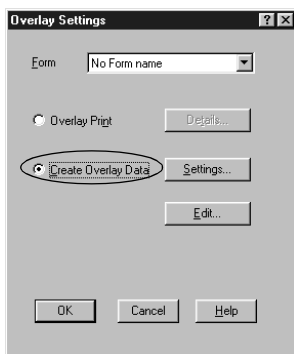 Overlay Settings
Form No Form name
Overlay Print Details...
Create Overlay Data Settings...
Edit...
OK Cancel Help